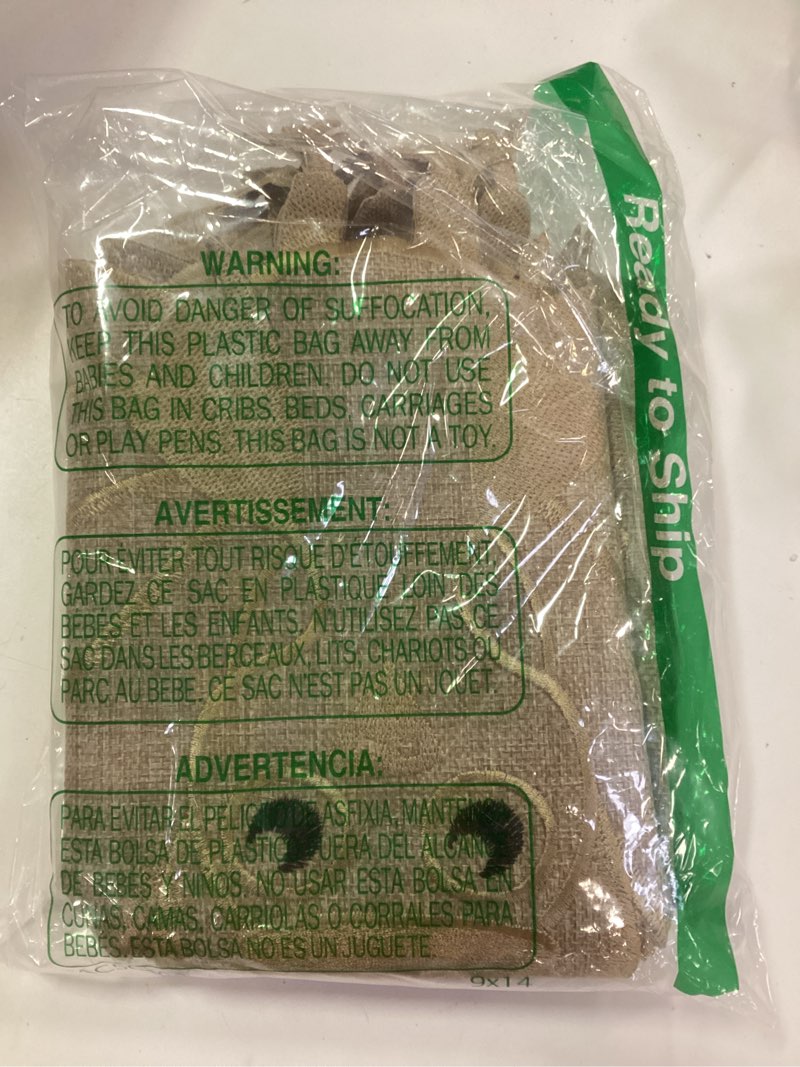 WARNING:
TO AVOID DANGER OF SUFFOCATION,
KEEP THIS PLASTIC BAG AWAY FROM
BABIES AND CHILDREN. DO NOT USE
THIS BAG IN CRIBS, BEDS, CARRIAGES
OR PLAY PENS. THIS BAG IS NOT A TOY.
AVERTISSEMENT:
POUR ÉVITER TOUT RISQUE D'ÉTOUFFEMENT,
GARDEZ CE SAC EN PLASTIQUE LOIN DES
BEBES ET LES ENFANTS. N'UTILISEZ PAS CE
SAC DANS LES BERCEAUX, LITS, CHARIOTS OU
PARC AU BEBE. CE SAC N'EST PAS UN JOUET.
ADVERTENCIA:
PARA EVITAR EL PELIGRO DE ASFIXIA, MANTENGA
ESTA BOLSA DE PLASTICO FUERA DEL ALCANCE
DE BEBES Y NINOS. NO USAR ESTA BOLSA EN
CUNAS, CAMAS, CARRIOLAS O CORRALES PARA
BEBES. ESTA BOLSA NO ES UN JUGUETE.
9x14
Ready to Ship